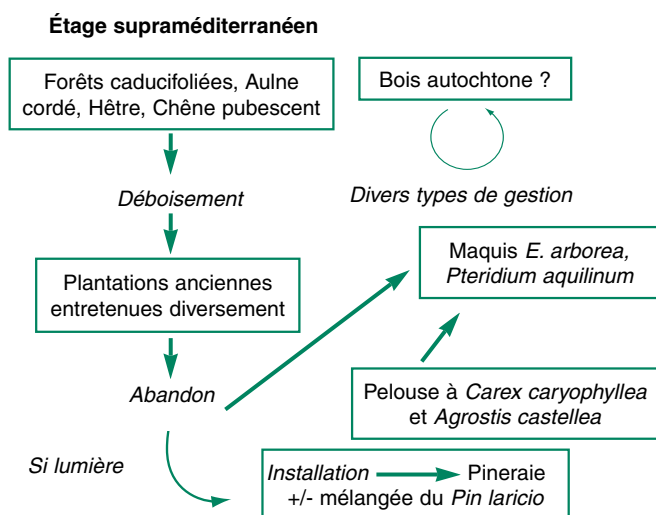 Étage supraméditerranéen
Forêts caducifoliées, Aulne
cordé, Hêtre, Chêne pubescent
Bois autochtone ?
Déboisement
Divers types de gestion
Plantations anciennes
entretenues diversement
Maquis E. arborea,
Pteridium aquilinum
Abandon
Pelouse à Carex caryophyllea
et Agrostis castellea
Si lumière
Installation Pineraie
+/- mélangée du Pin laricio